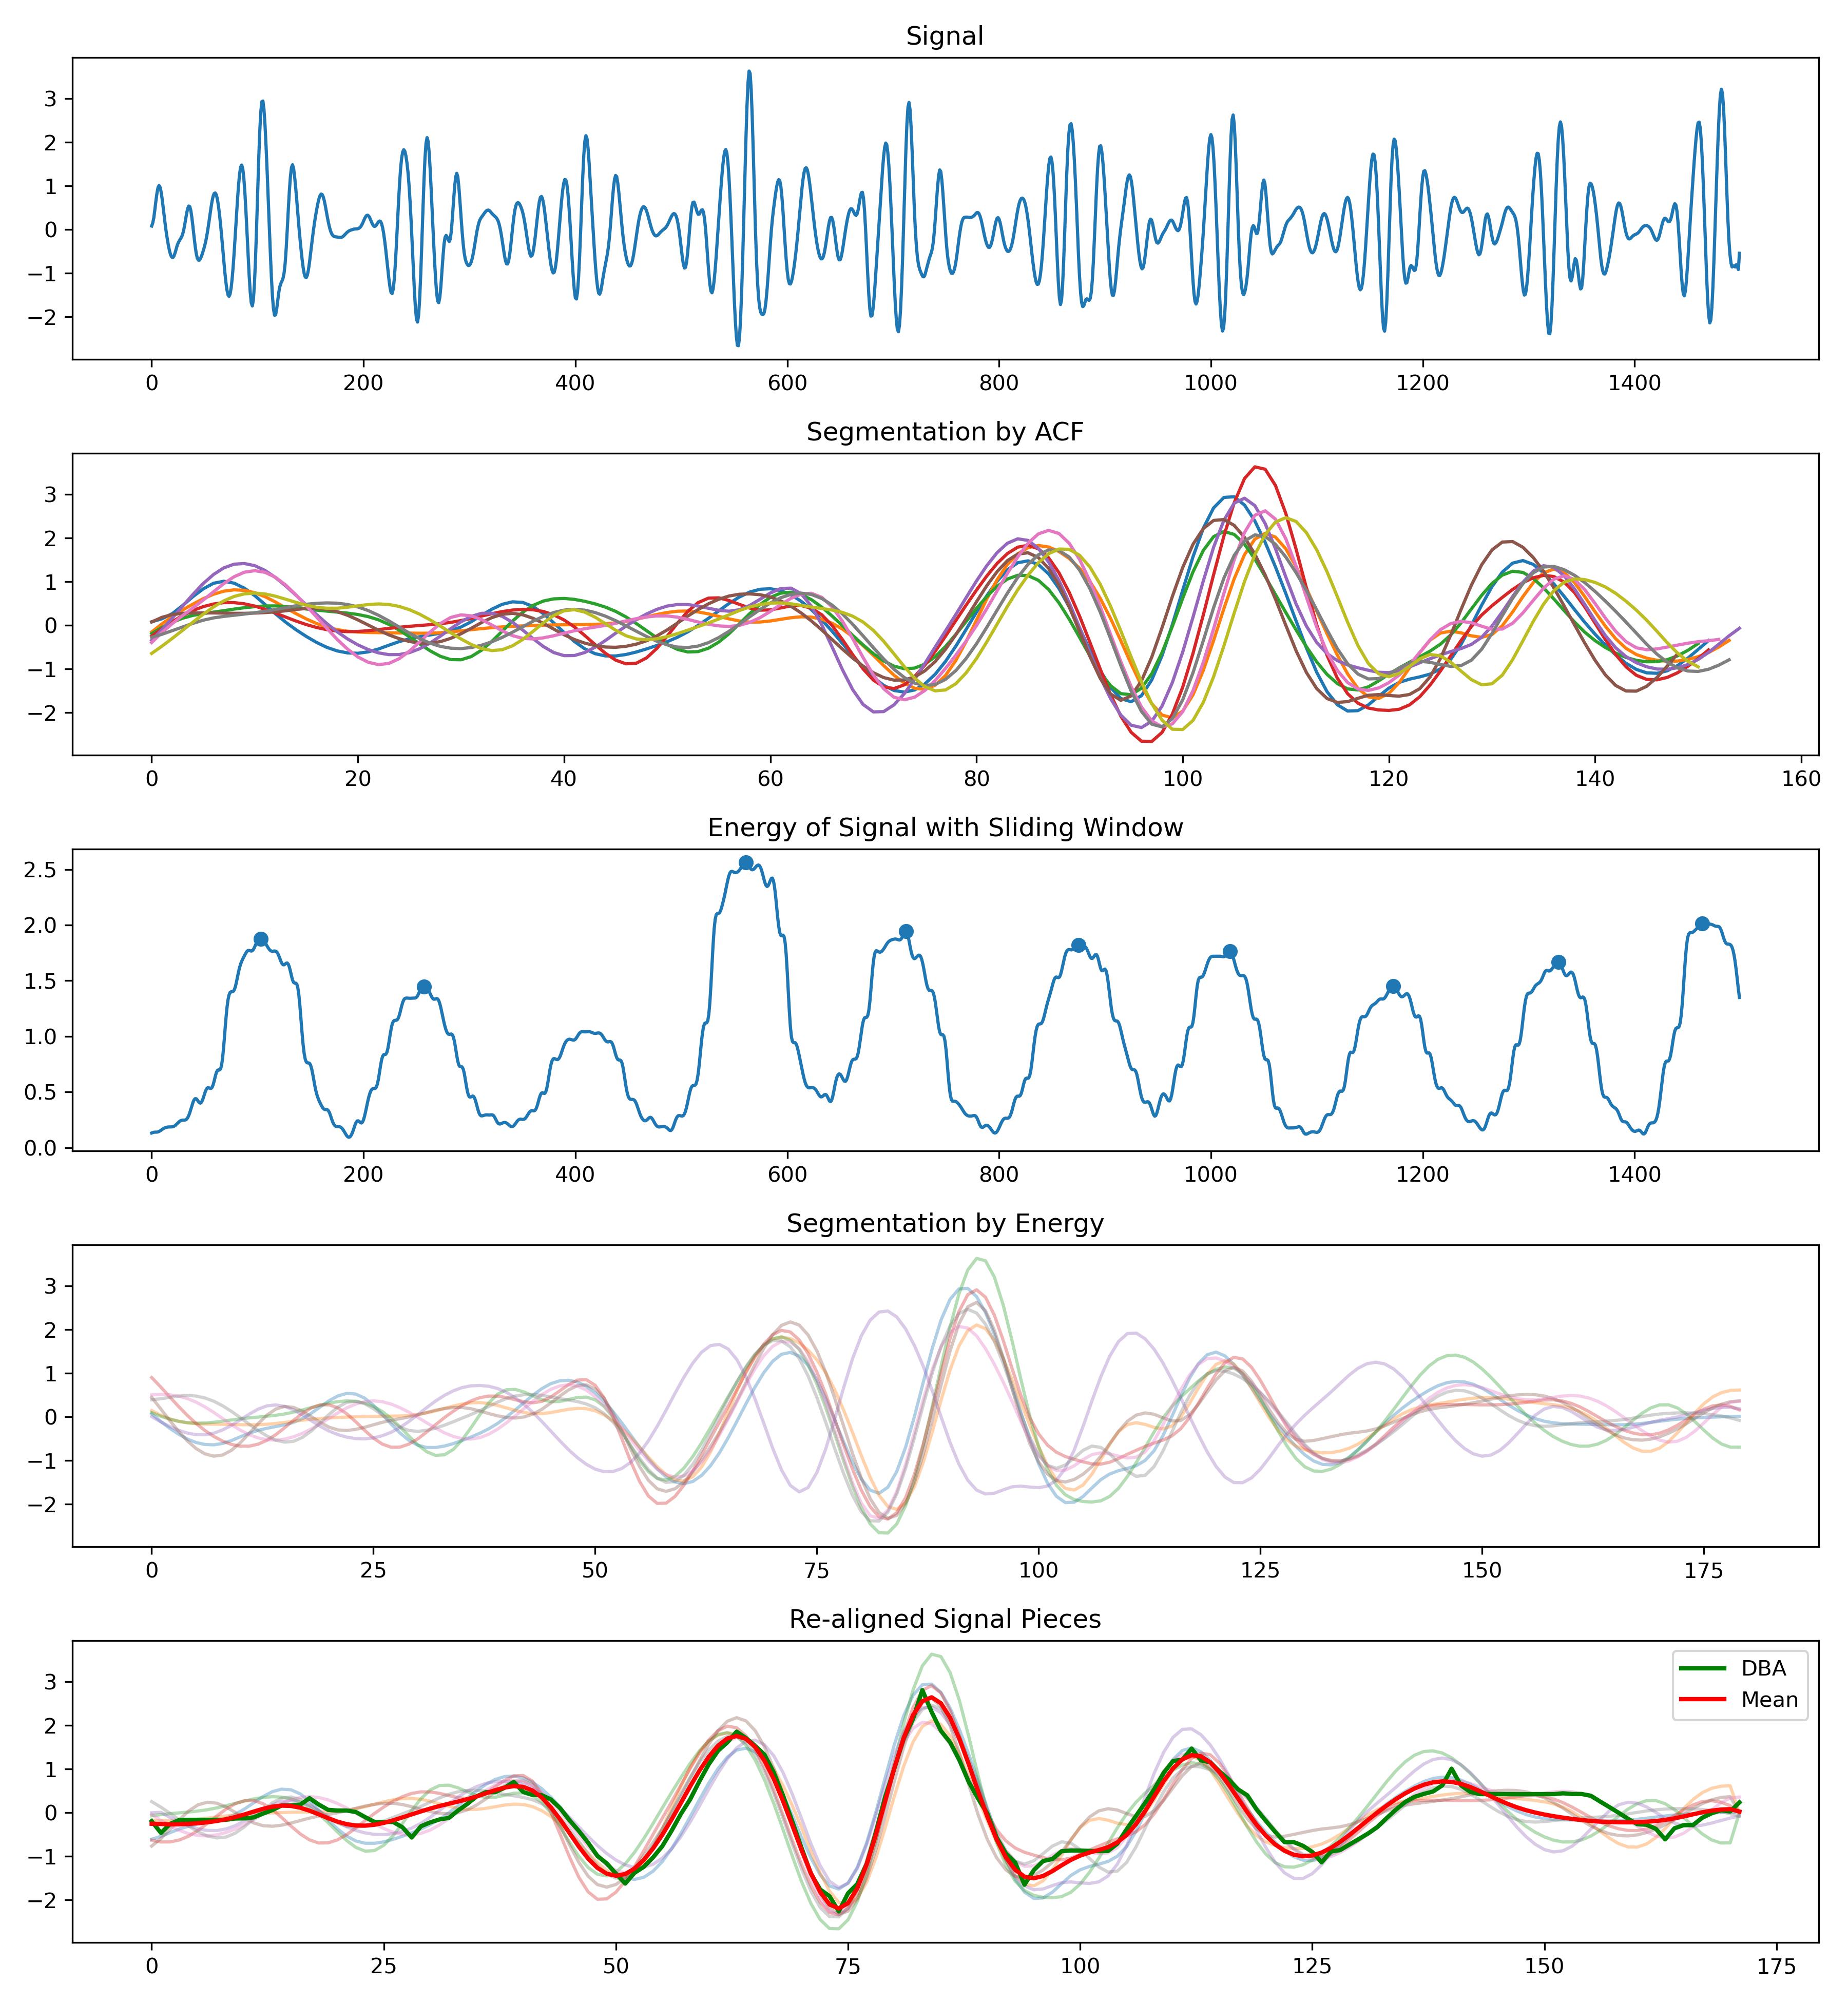 Signal
3
2
1
0
−1
−2
0 200 400 600 800 1000 1200 1400
Segmentation by ACF
3
2
1
0
−1
−2
0 20 40 60 80 100 120 140 160
Energy of Signal with Sliding Window
2.5
2.0
1.5
1.0
0.5
0.0
0 200 400 600 800 1000 1200 1400
Segmentation by Energy
3
2
1
0
−1
−2
0 25 50 75 100 125 150 175
Re-aligned Signal Pieces
DBA
Mean
3
2
1
0
−1
−2
0 25 50 75 100 125 150 175